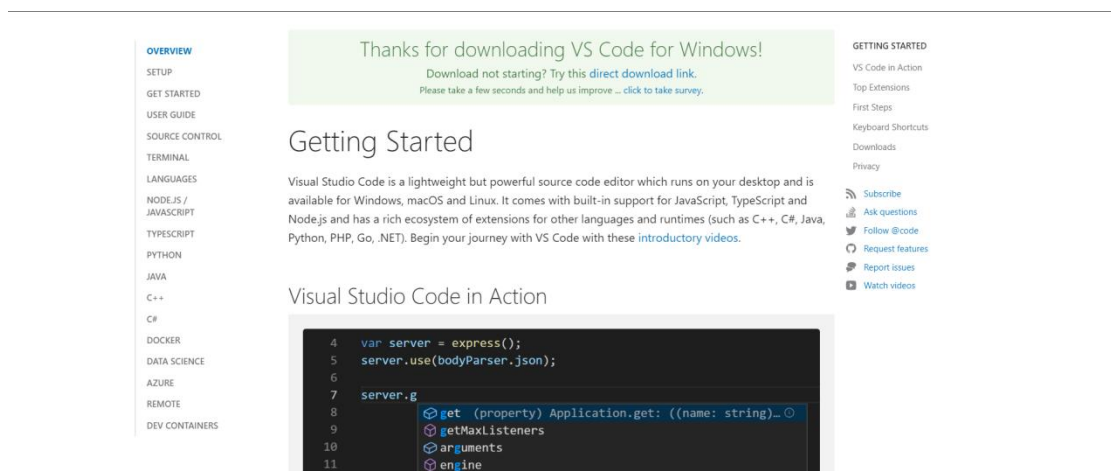 OVERVIEW
SETUP
GET STARTED
USER GUIDE
SOURCE CONTROL
TERMINAL
LANGUAGES
NODE.JS /
JAVASCRIPT
TYPESCRIPT
PYTHON
JAVA
C++
C#
DOCKER
DATA SCIENCE
AZURE
REMOTE
DEV CONTAINERS
Thanks for downloading VS Code for Windows!
Download not starting? Try this direct download link.
Please take a few seconds and help us improve ... click to take survey.
Getting Started
Visual Studio Code is a lightweight but powerful source code editor which runs on your desktop and is
available for Windows, macOS and Linux. It comes with built-in support for JavaScript, TypeScript and
Node.js and has a rich ecosystem of extensions for other languages and runtimes (such as C++, C#, Java,
Python, PHP, Go, .NET). Begin your journey with VS Code with these introductory videos.
Visual Studio Code in Action
4 var server = express();
5 server.use(bodyParser.json);
6
7 server.g
8 get (property) Application.get: ((name: string)…
9 getMaxListeners
10 arguments
11 engine
GETTING STARTED
VS Code in Action
Top Extensions
First Steps
Keyboard Shortcuts
Downloads
Privacy
Subscribe
Ask questions
Follow @code
Request features
Report issues
Watch videos